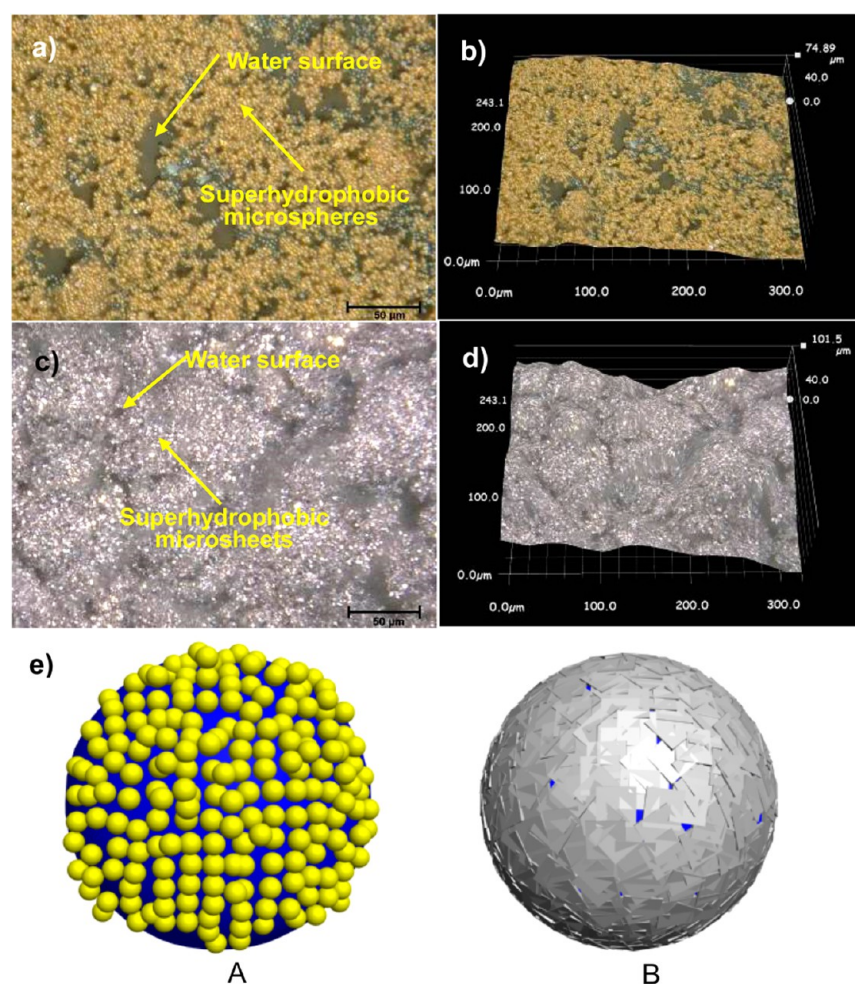 a)
Water surface
Superhydrophobic
microspheres
50 µm
b)
74.89
µm
40.0
0.0
243.1
200.0
100.0
0.0µm
0.0µm
100.0
200.0
300.0
c)
Water surface
Superhydrophobic
microsheets
50 µm
d)
101.5
µm
40.0
0.0
243.1
200.0
100.0
0.0µm
0.0µm
100.0
200.0
300.0
e)
A
B